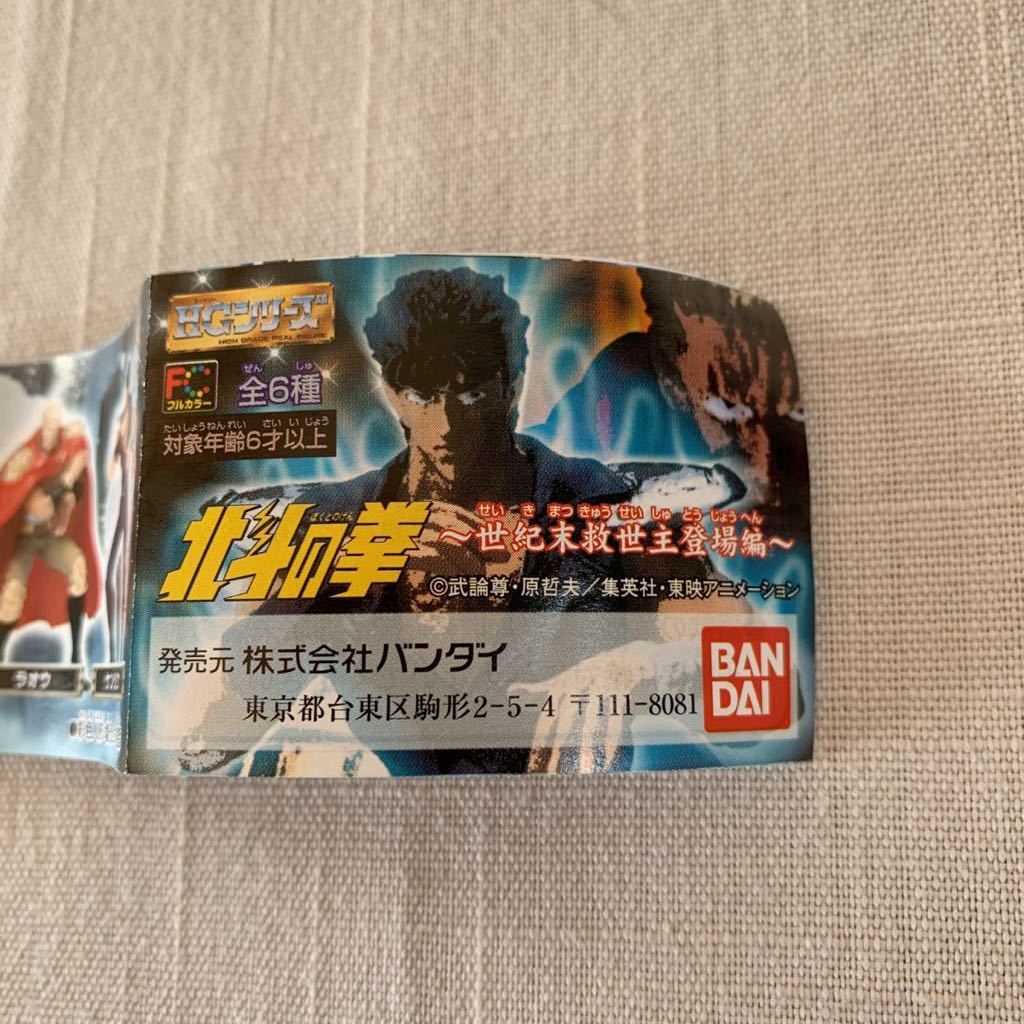 HGシリーズ
HIGH GRADE REAL FIGURE
FC
フルカラー
ぜん しゅ
全6種
たいしょうねんれい さい いじょう
対象年齢6才以上
ほくとのけん
北斗の拳
せい き まつ きゅう せい しゅ とう じょう へん
～世紀末救世主登場編～
©武論尊・原哲夫／集英社・東映アニメーション
発売元 株式会社バンダイ
東京都台東区駒形2-5-4 〒111-8081
BAN
DAI
ラオウ